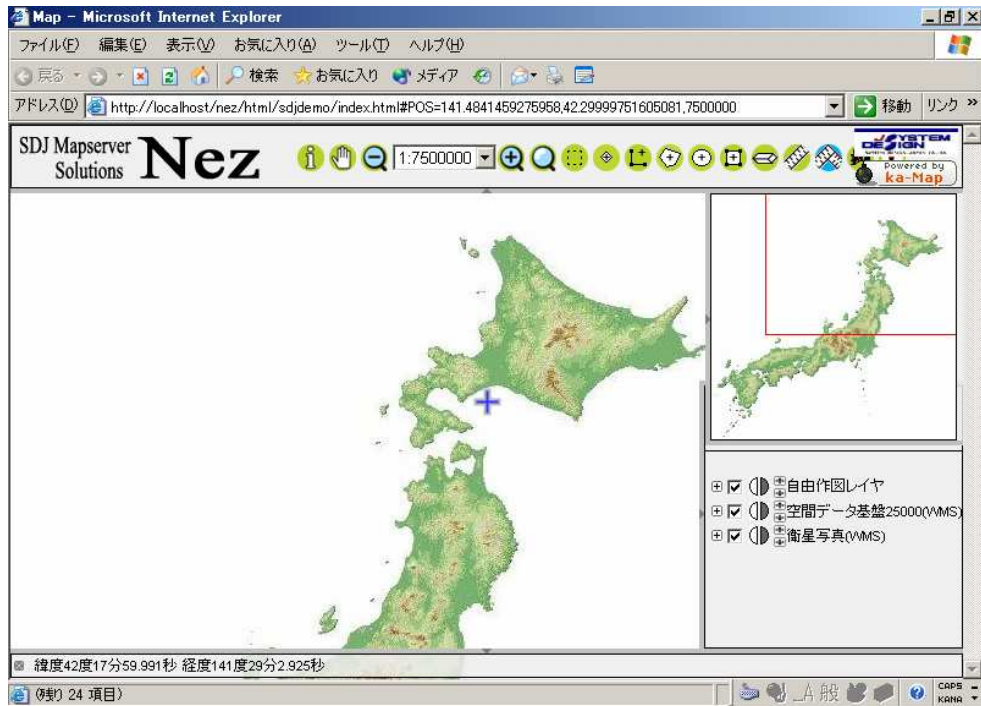 Map - Microsoft Internet Explorer
ファイル(F) 編集(E) 表示(V) お気に入り(A) ツール(T) ヘルプ(H)
戻る 検索 お気に入り メディア
アドレス(D) http://localhost/nez/html/sdjdemo/index.html#POS=141.4841459275958,42.29999751605081,7500000 移動 リンク »
SDJ Mapserver
Solutions
Nez
1:7500000
SYSTEM
DESIGN
Powered by
ka-Map
自由作図レイヤ
空間データ基盤25000(WMS)
衛星写真(WMS)
緯度42度17分59.991秒 経度141度29分2.925秒
(残り 24 項目)
A 般
CAPS
KANA